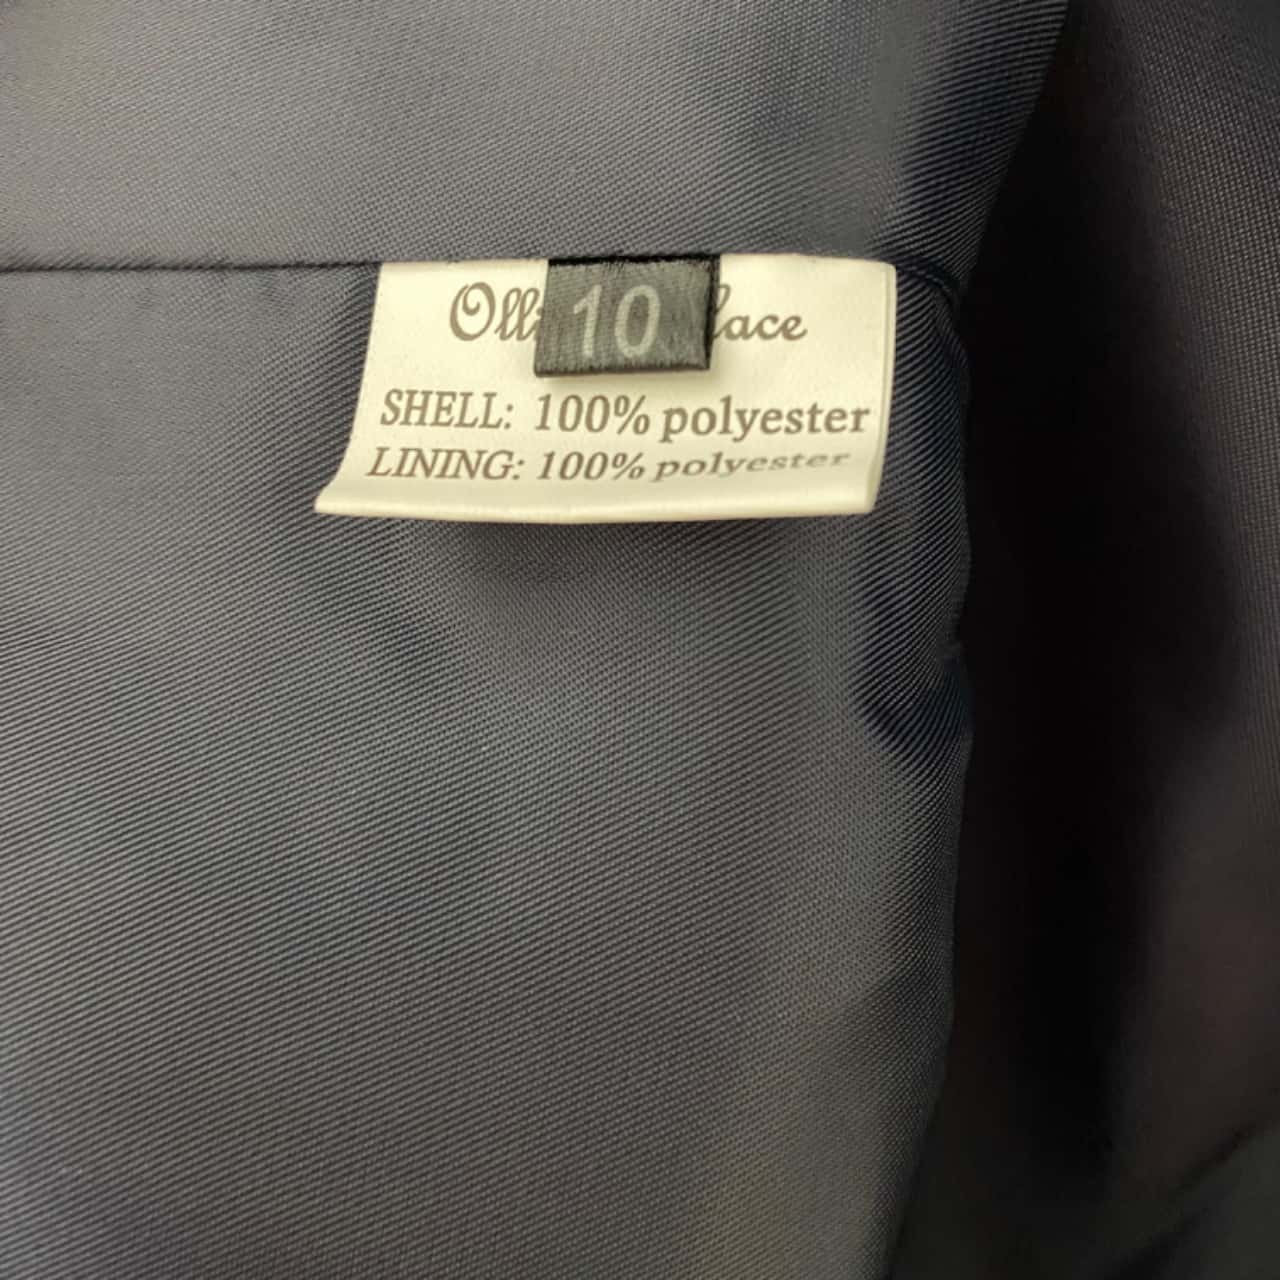 Oll 10 lace
SHELL: 100% polyester
LINING: 100% polyester